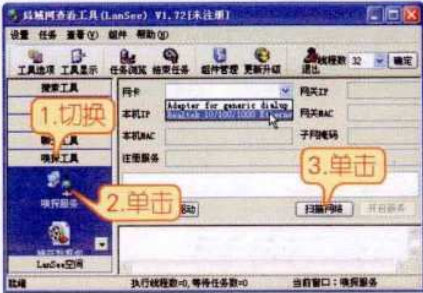 局域网查看工具(LanSee) V1.72[未注册]
设置 任务 查看(V) 组件 帮助(O)
工具选项 工具显示 任务浏览 结束任务 组件管理 更新升级 退出 线程数 32 确定
搜索工具
网卡 网关IP
Adapter for generic dialup
Realtek 10/100/1000 Etherne
1.切换
本机IP 网关MAC
本机MAC 子网掩码
嗅探工具
注册服务
3.单击
嗅探服务
2.单击
扫描网络 开启服务
LanSee空间
就绪 执行线程数=0,等待任务数=0 当前窗口：嗅探服务